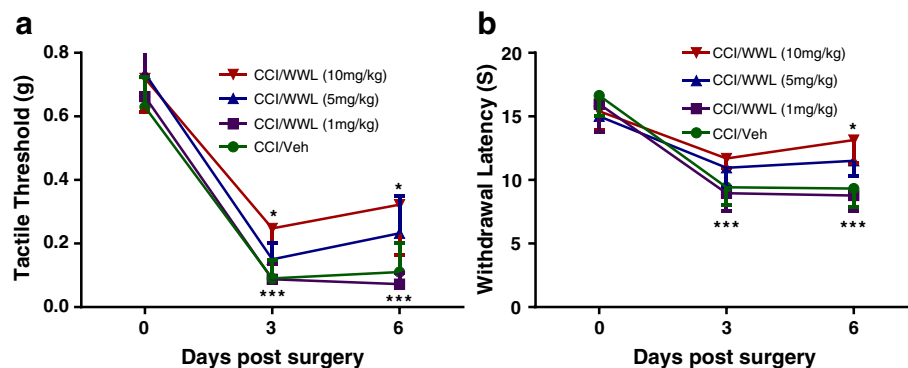 a
Tactile Threshold (g)
0.8
0.6
0.4
0.2
0.0
CCI/WWL (10mg/kg)
CCI/WWL (5mg/kg)
CCI/WWL (1mg/kg)
CCI/Veh
*
*
***
***
0 3 6
Days post surgery
b
Withdrawal Latency (S)
20
15
10
5
0
CCI/WWL (10mg/kg)
CCI/WWL (5mg/kg)
CCI/WWL (1mg/kg)
CCI/Veh
*
***
***
0 3 6
Days post surgery